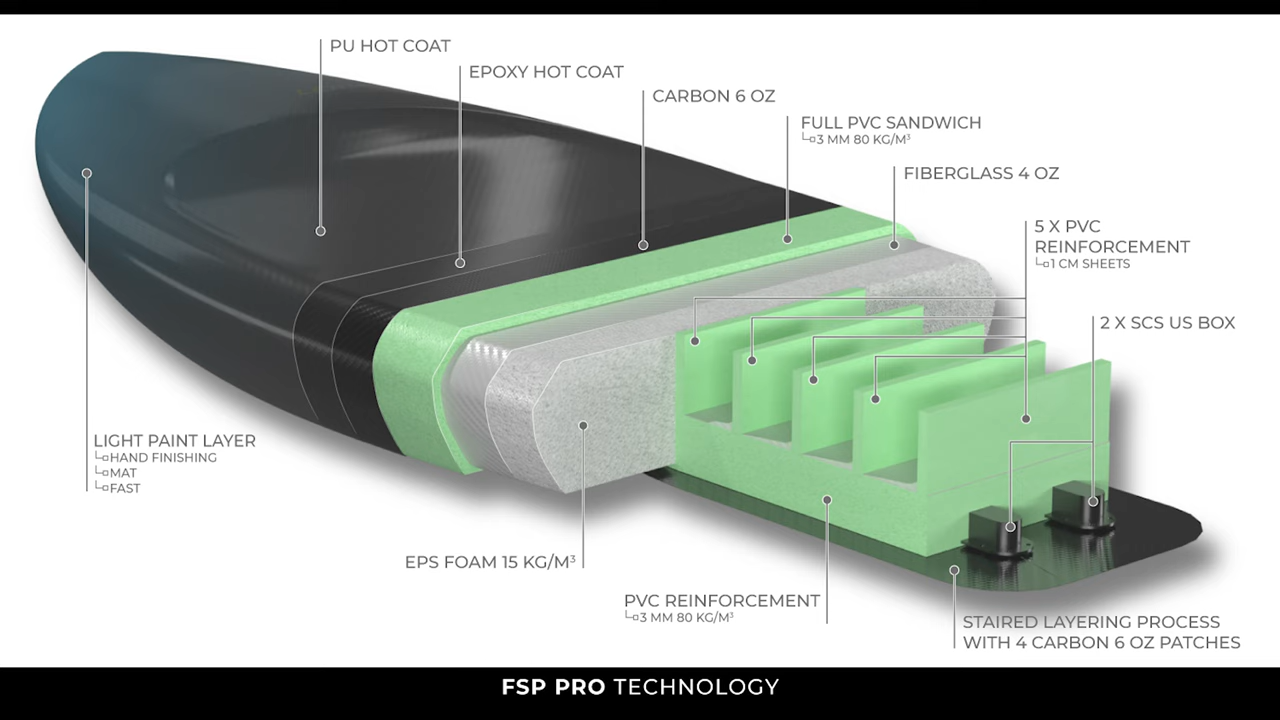 PU HOT COAT
EPOXY HOT COAT
CARBON 6 OZ
FULL PVC SANDWICH
3 MM 80 KG/M³
FIBERGLASS 4 OZ
5 X PVC
REINFORCEMENT
1 CM SHEETS
2 X SCS US BOX
LIGHT PAINT LAYER
HAND FINISHING
MAT
FAST
EPS FOAM 15 KG/M³
PVC REINFORCEMENT
3 MM 80 KG/M³
STAIRED LAYERING PROCESS
WITH 4 CARBON 6 OZ PATCHES
FSP PRO TECHNOLOGY